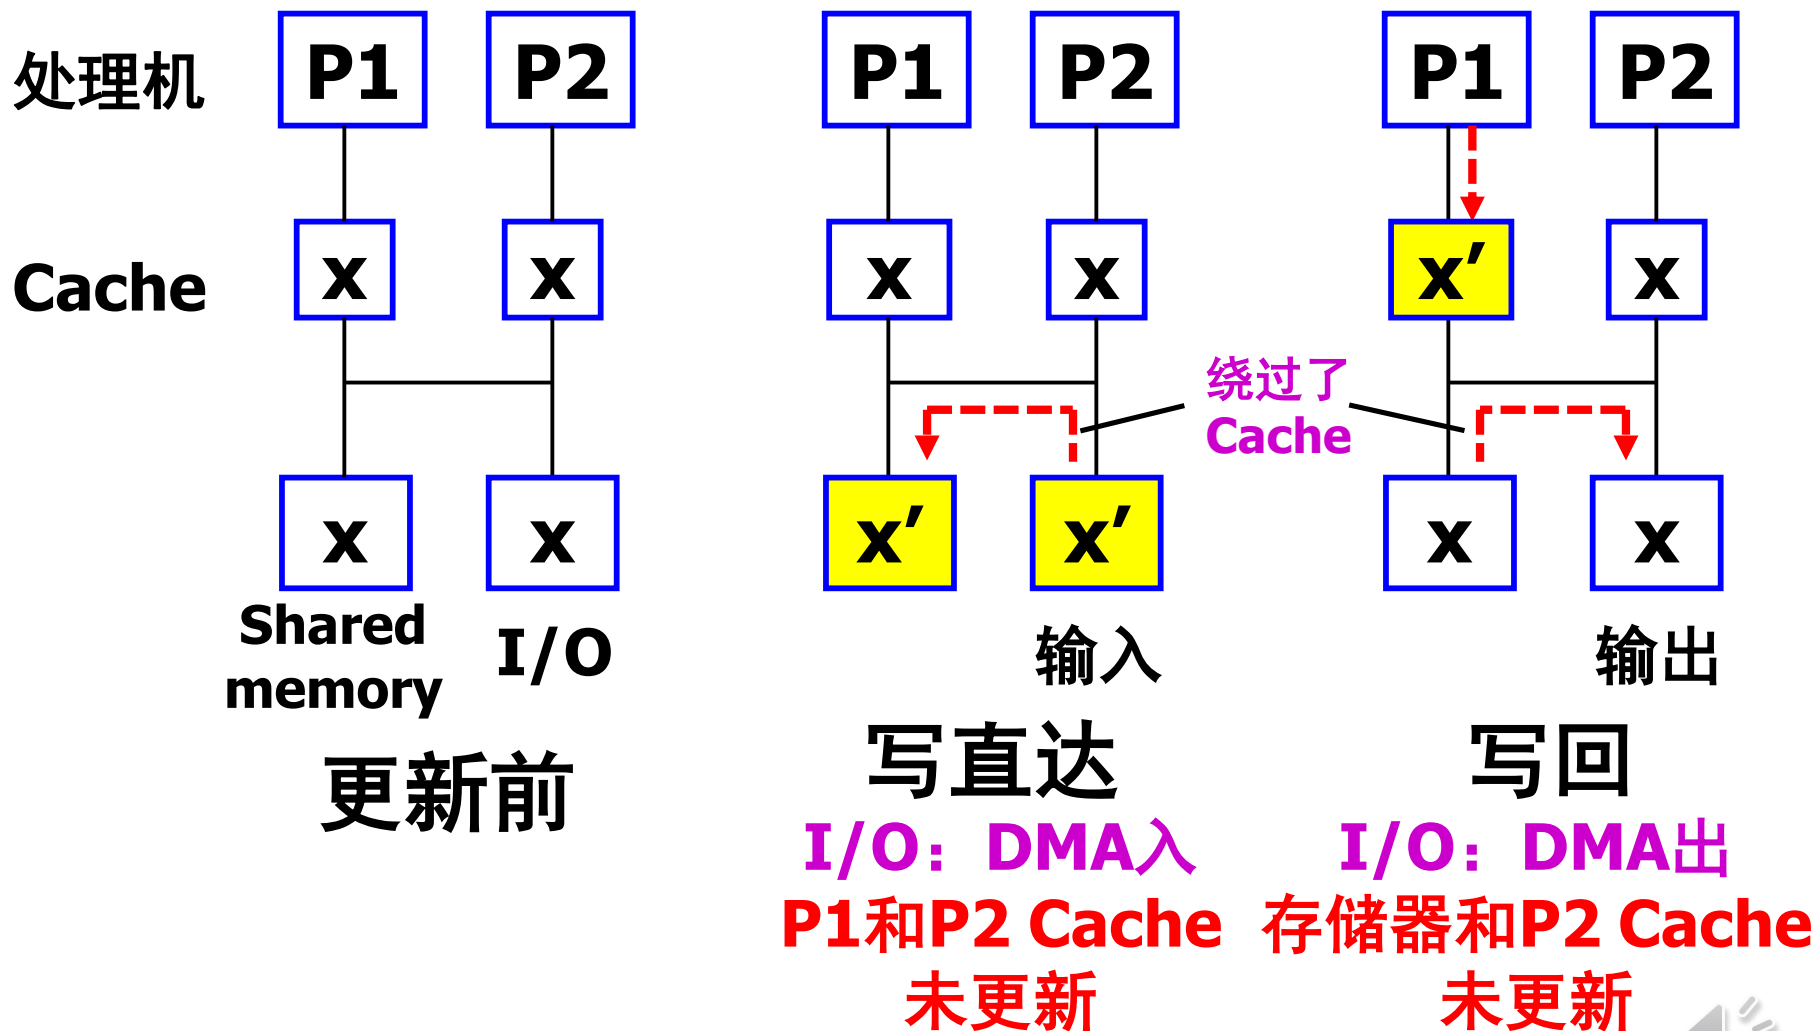 处理机 P1 P2 P1 P2 P1 P2
Cache x x x x x′ x
绕过了
Cache
x x x′ x′ x x
Shared
memory
I/O
输入
输出
更新前
写直达
写回
I/O：DMA入
I/O：DMA出
P1和P2 Cache
未更新
存储器和P2 Cache
未更新